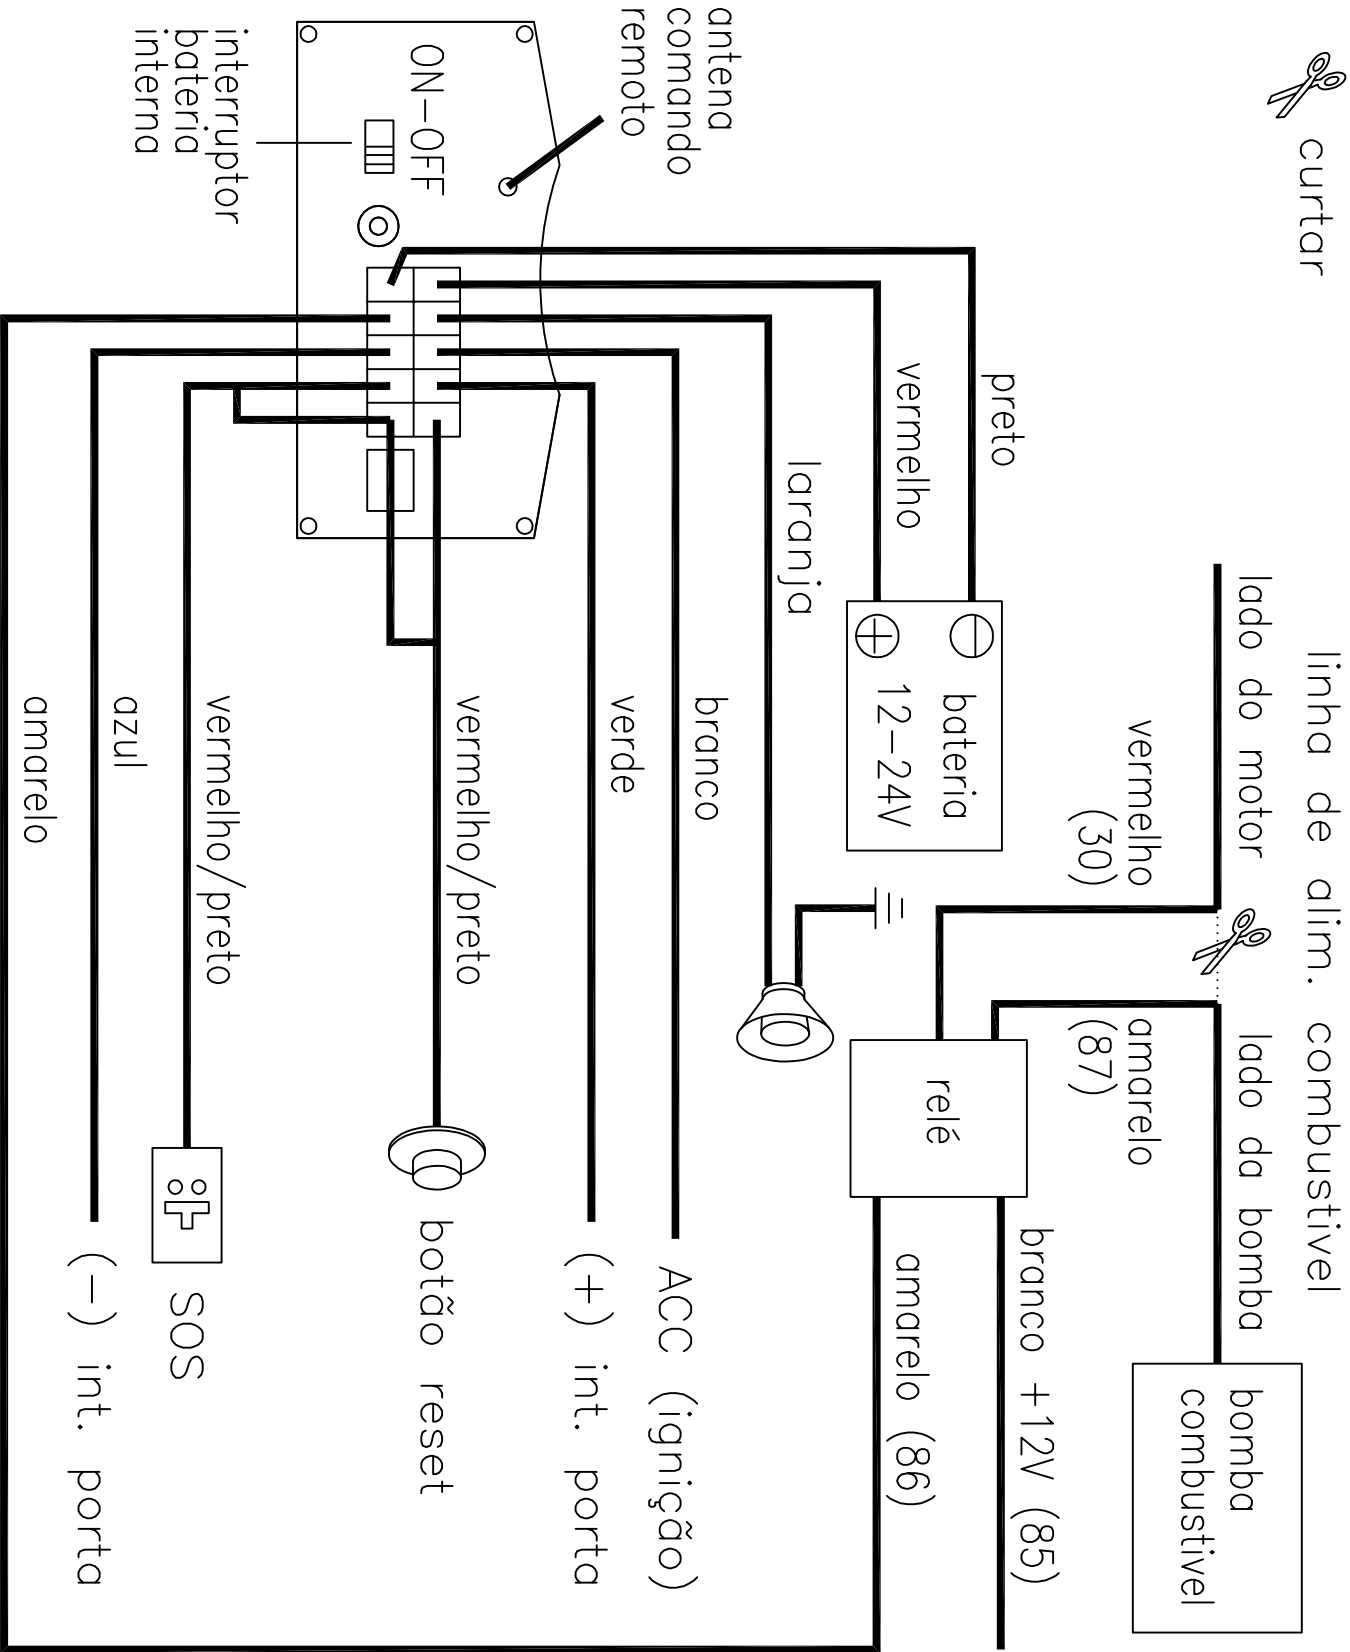 curtar
linha de alim. combustivel
lado do motor
lado da bomba
bomba
combustivel
vermelho
(30)
amarelo
(87)
relé
branco +12V (85)
amarelo (86)
preto
vermelho
bateria
12-24V
laranja
antena
comando
remoto
branco
ACC (ignição)
verde
(+) int. porta
ON-OFF
vermelho/preto
botão reset
interruptor
bateria
interna
vermelho/preto
SOS
azul
(-) int. porta
amarelo